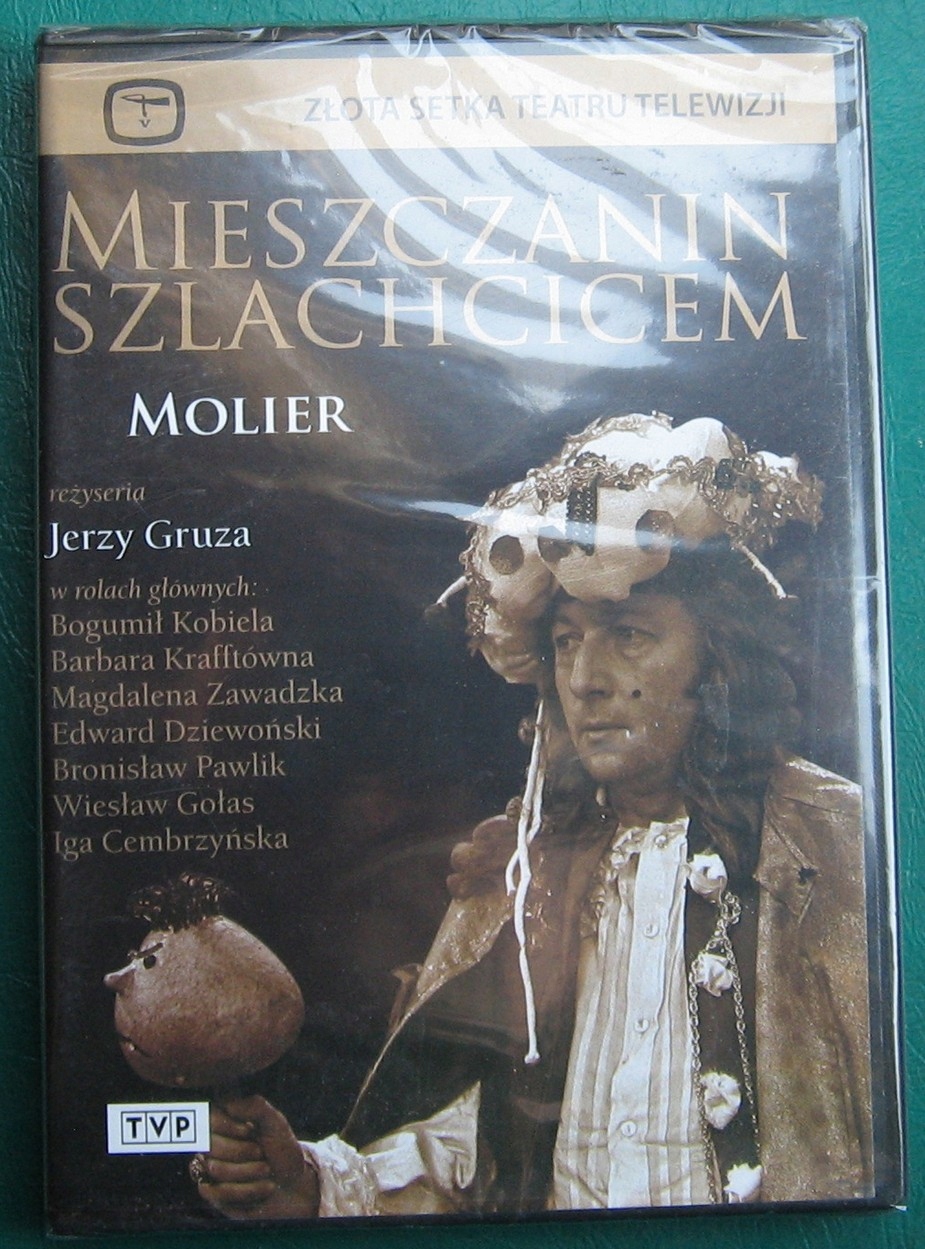 TV
ZŁOTA SETKA TEATRU TELEWIZJI
MIESZCZANIN
SZLACHCICEM
MOLIER
reżyseria
Jerzy Gruza
w rolach głównych:
Bogumił Kobiela
Barbara Krafftówna
Magdalena Zawadzka
Edward Dziewoński
Bronisław Pawlik
Wiesław Gołas
Iga Cembrzyńska
TVP